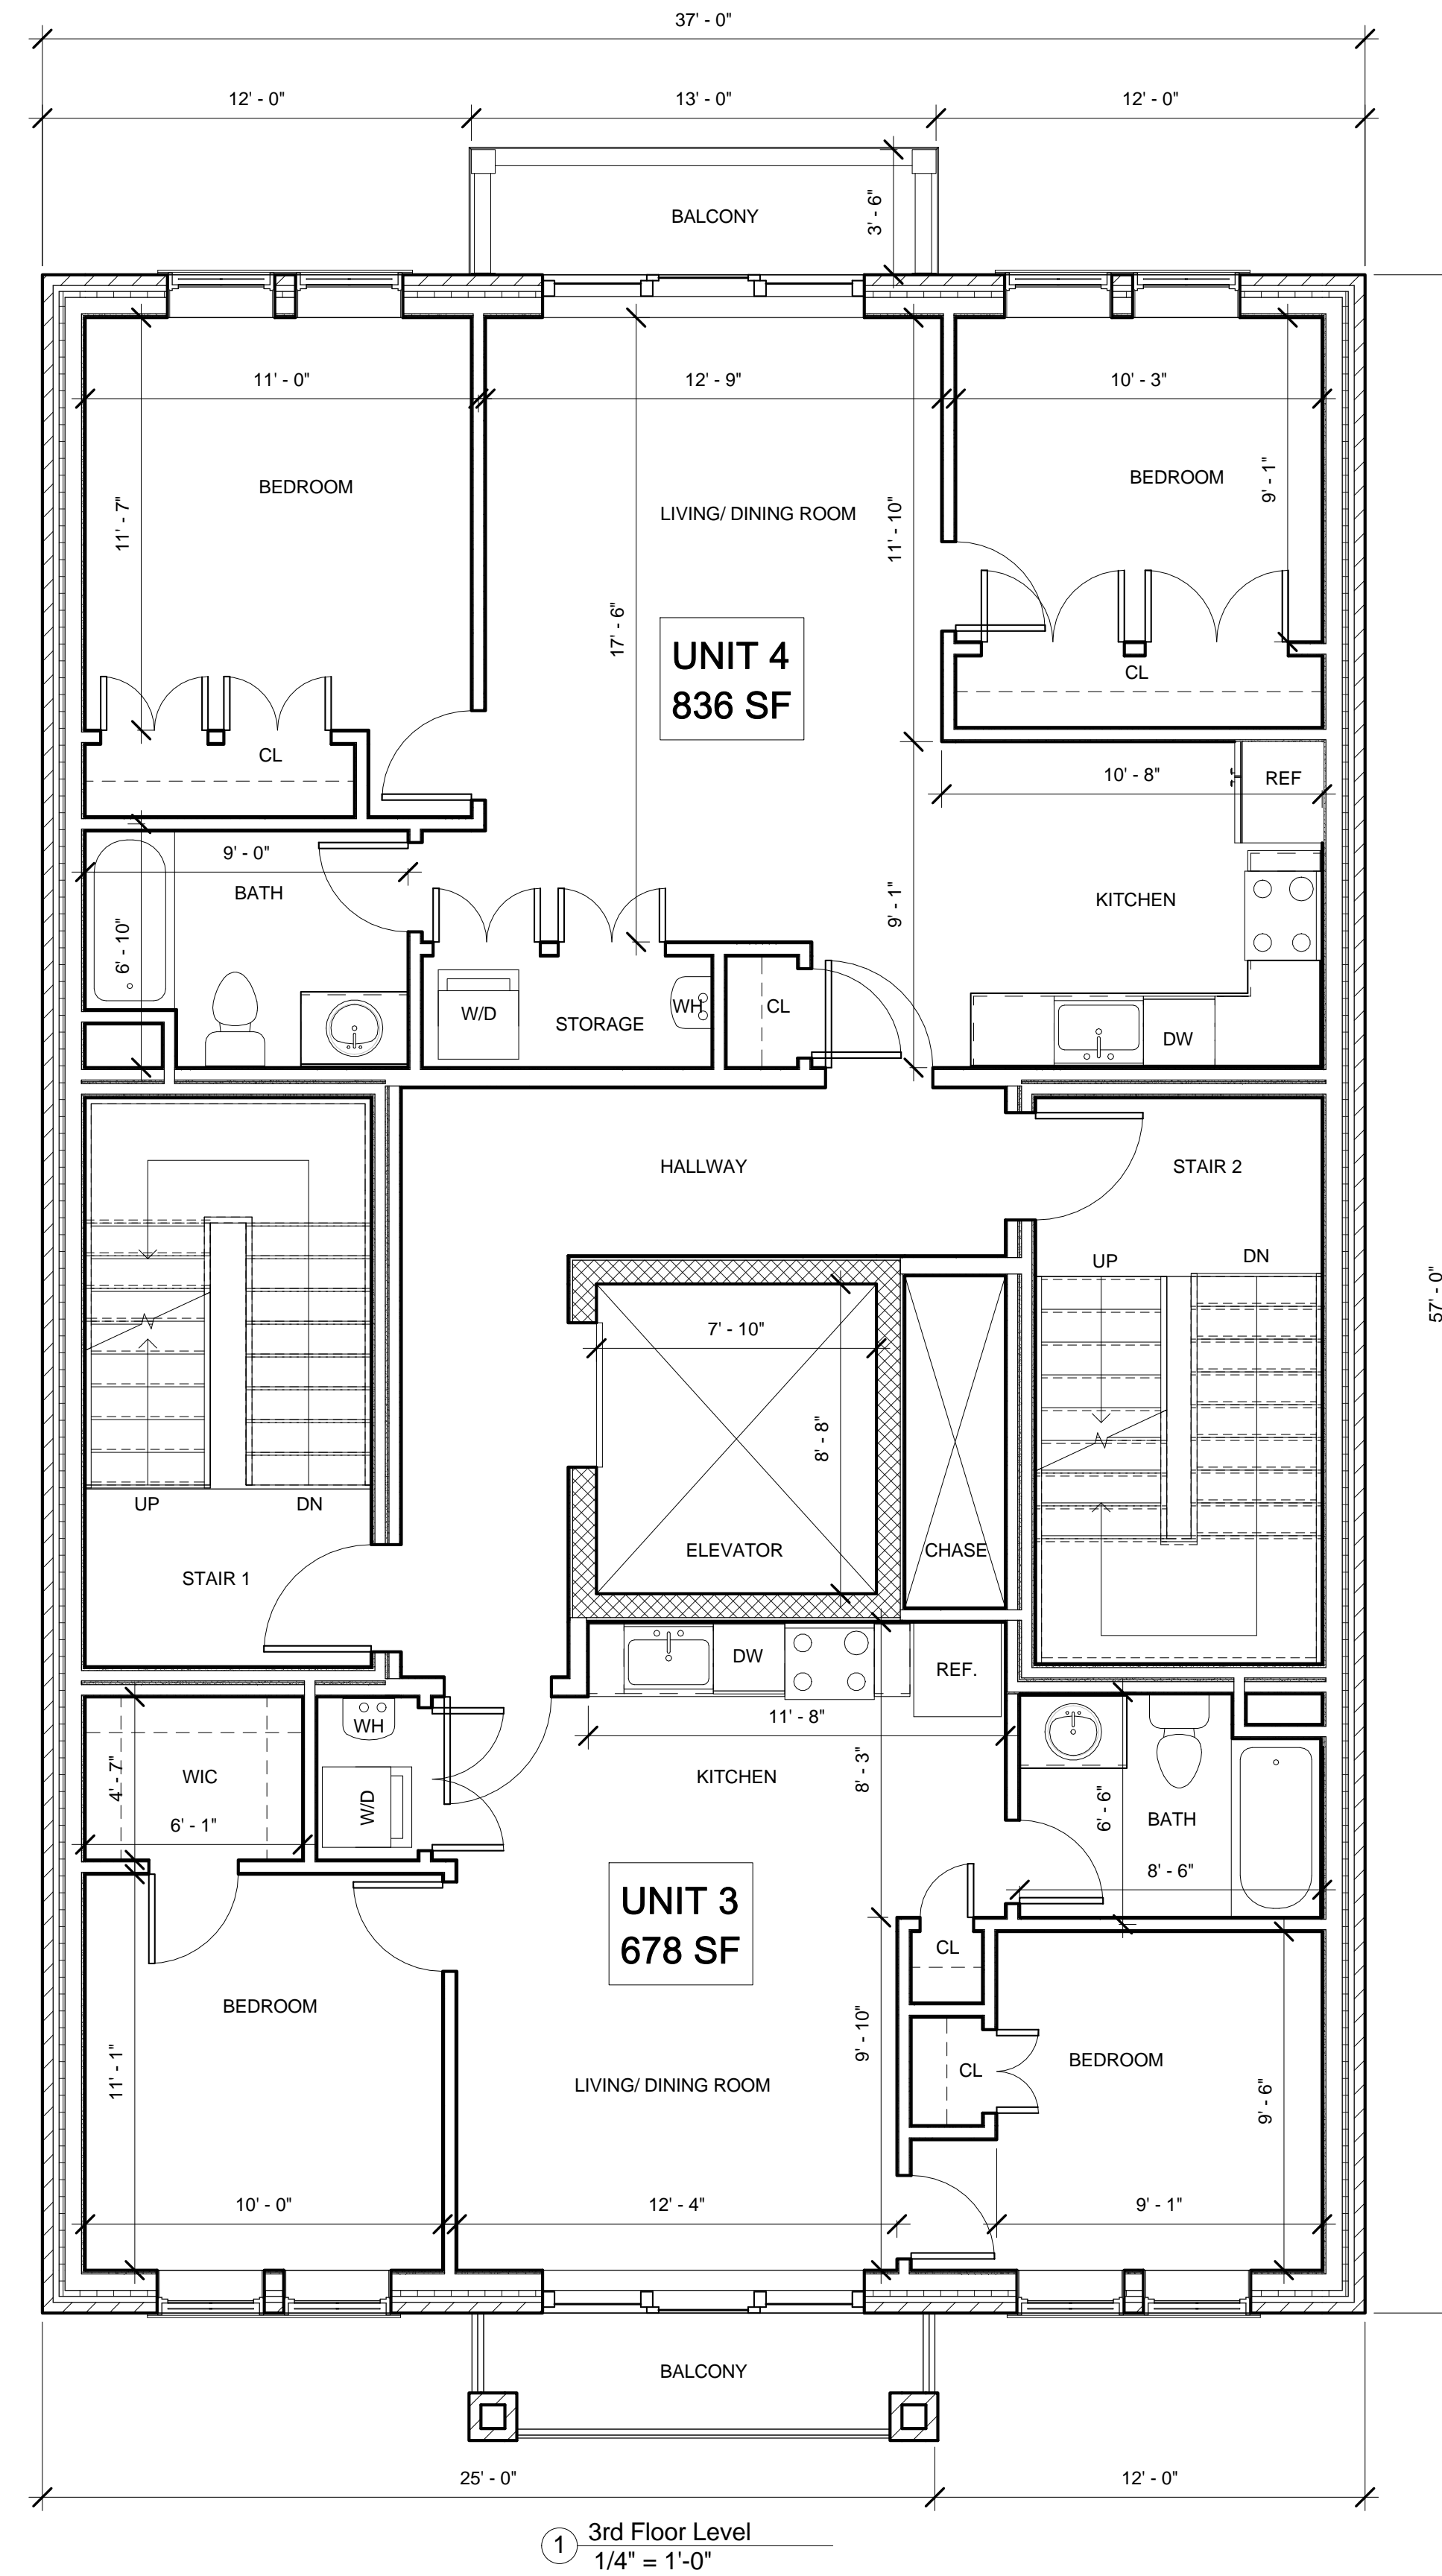 37' - 0"
12' - 0"
13' - 0"
12' - 0"
BALCONY
3' - 6"
11' - 0"
12' - 9"
10' - 3"
BEDROOM
LIVING/ DINING ROOM
BEDROOM
11' - 7"
17' - 6"
11' - 10"
9' - 1"
UNIT 4
836 SF
CL
CL
10' - 8"
REF
9' - 0"
BATH
6' - 10"
9' - 1"
KITCHEN
W/D
STORAGE
WH
CL
DW
HALLWAY
STAIR 2
UP
DN
57' - 0"
7' - 10"
8' - 8"
ELEVATOR
CHASE
UP
DN
STAIR 1
DW
REF.
WH
11' - 8"
WIC
4' - 7"
6' - 1"
W/D
KITCHEN
8' - 3"
6' - 6"
BATH
8' - 6"
UNIT 3
678 SF
CL
BEDROOM
11' - 1"
LIVING/ DINING ROOM
9' - 10"
CL
BEDROOM
9' - 6"
10' - 0"
12' - 4"
9' - 1"
BALCONY
25' - 0"
12' - 0"
1
3rd Floor Level
1/4" = 1'-0"